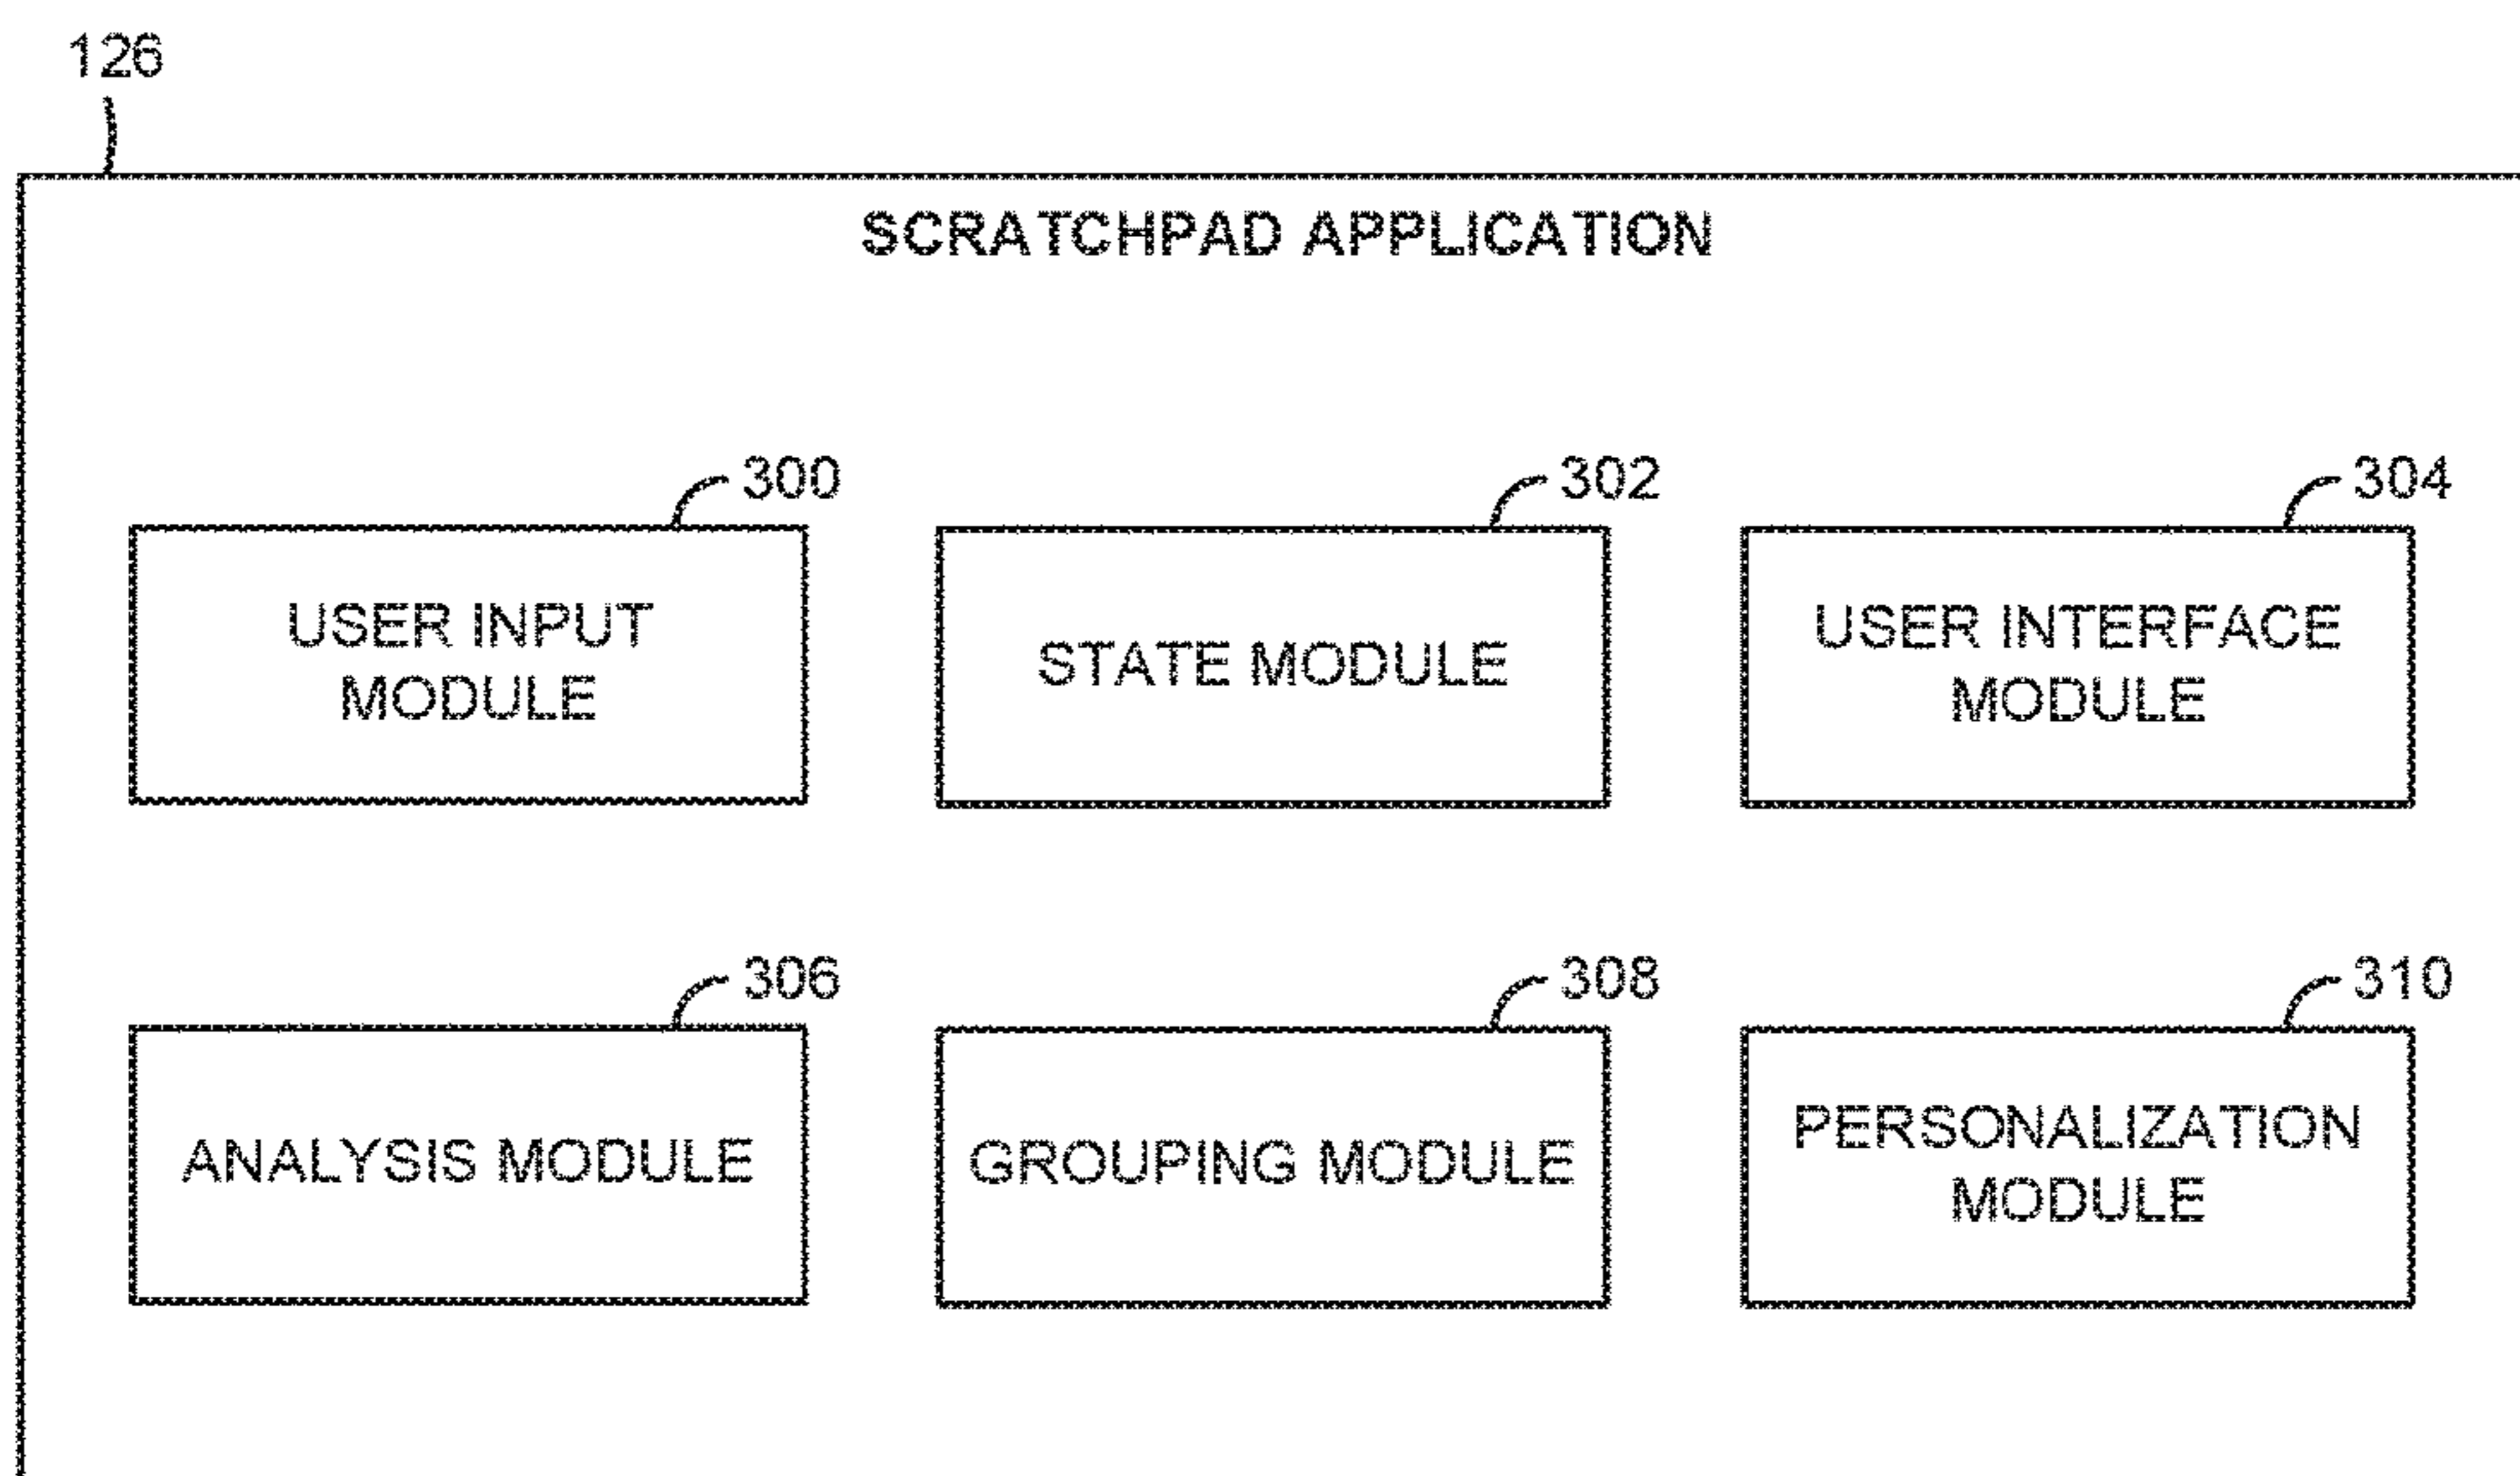 126
SCRATCHPAD APPLICATION
300
302
304
USER INPUT
MODULE
STATE MODULE
USER INTERFACE
MODULE
306
308
310
ANALYSIS MODULE
GROUPING MODULE
PERSONALIZATION
MODULE